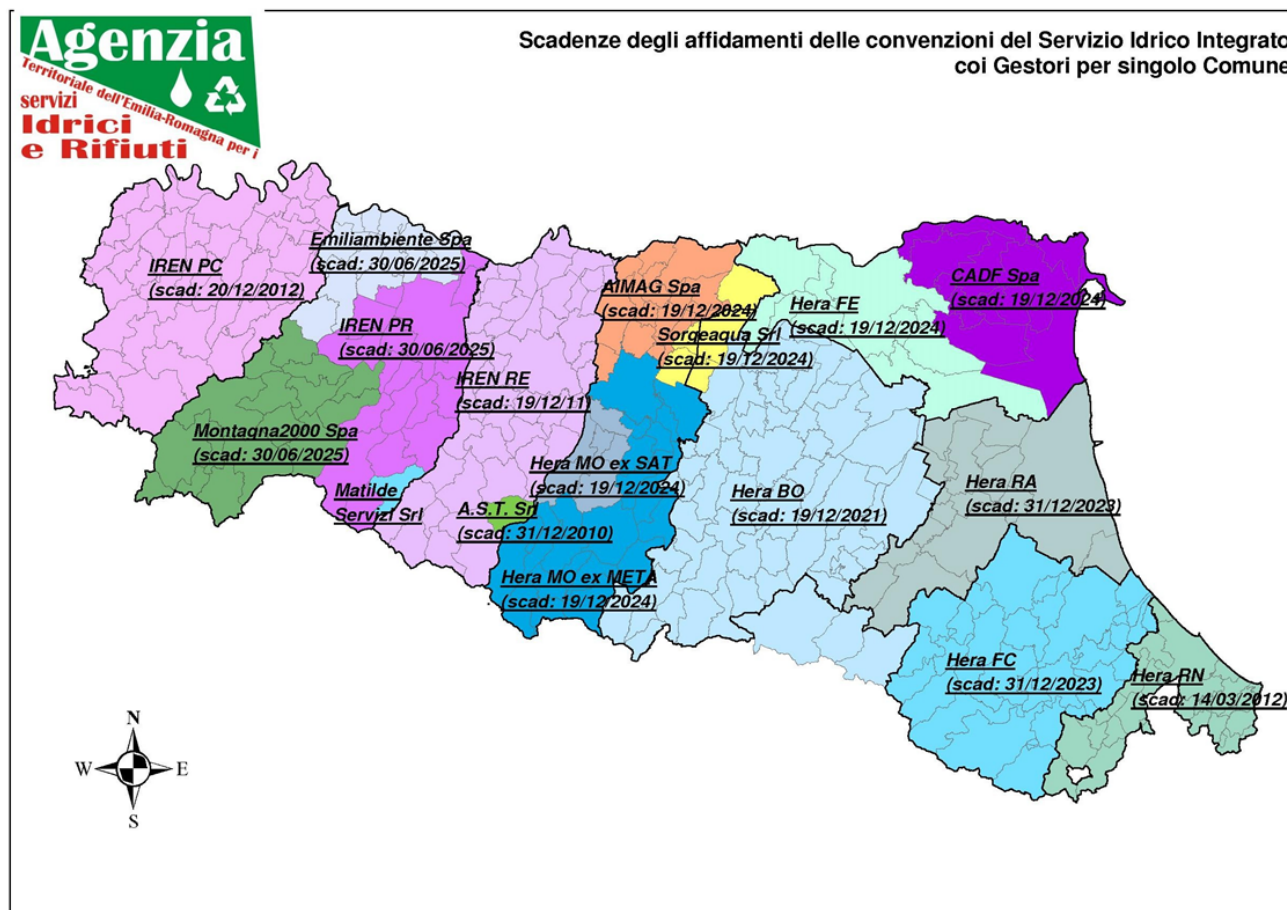 Agenzia
Territoriale dell'Emilia-Romagna per i
servizi
Idrici
e Rifiuti
Scadenze degli affidamenti delle convenzioni del Servizio Idrico Integrato
coi Gestori per singolo Comune
IREN PC
(scad: 20/12/2012)
Emiliambiente Spa
(scad: 30/06/2025)
IREN PR
(scad: 30/06/2025)
Montagna2000 Spa
(scad: 30/06/2025)
Matilde
Servizi Srl
IREN RE
(scad: 19/12/11)
A.S.T. Srl
(scad: 31/12/2010)
AIMAG Spa
(scad: 19/12/2024)
Sorgeaqua Srl
(scad: 19/12/2024)
Hera MO ex SAT
(scad: 19/12/2024)
Hera MO ex META
(scad: 19/12/2024)
Hera FE
(scad: 19/12/2024)
CADF Spa
(scad: 19/12/2024)
Hera BO
(scad: 19/12/2021)
Hera RA
(scad: 31/12/2023)
Hera FC
(scad: 31/12/2023)
Hera RN
(scad: 14/03/2012)
N
W E
S